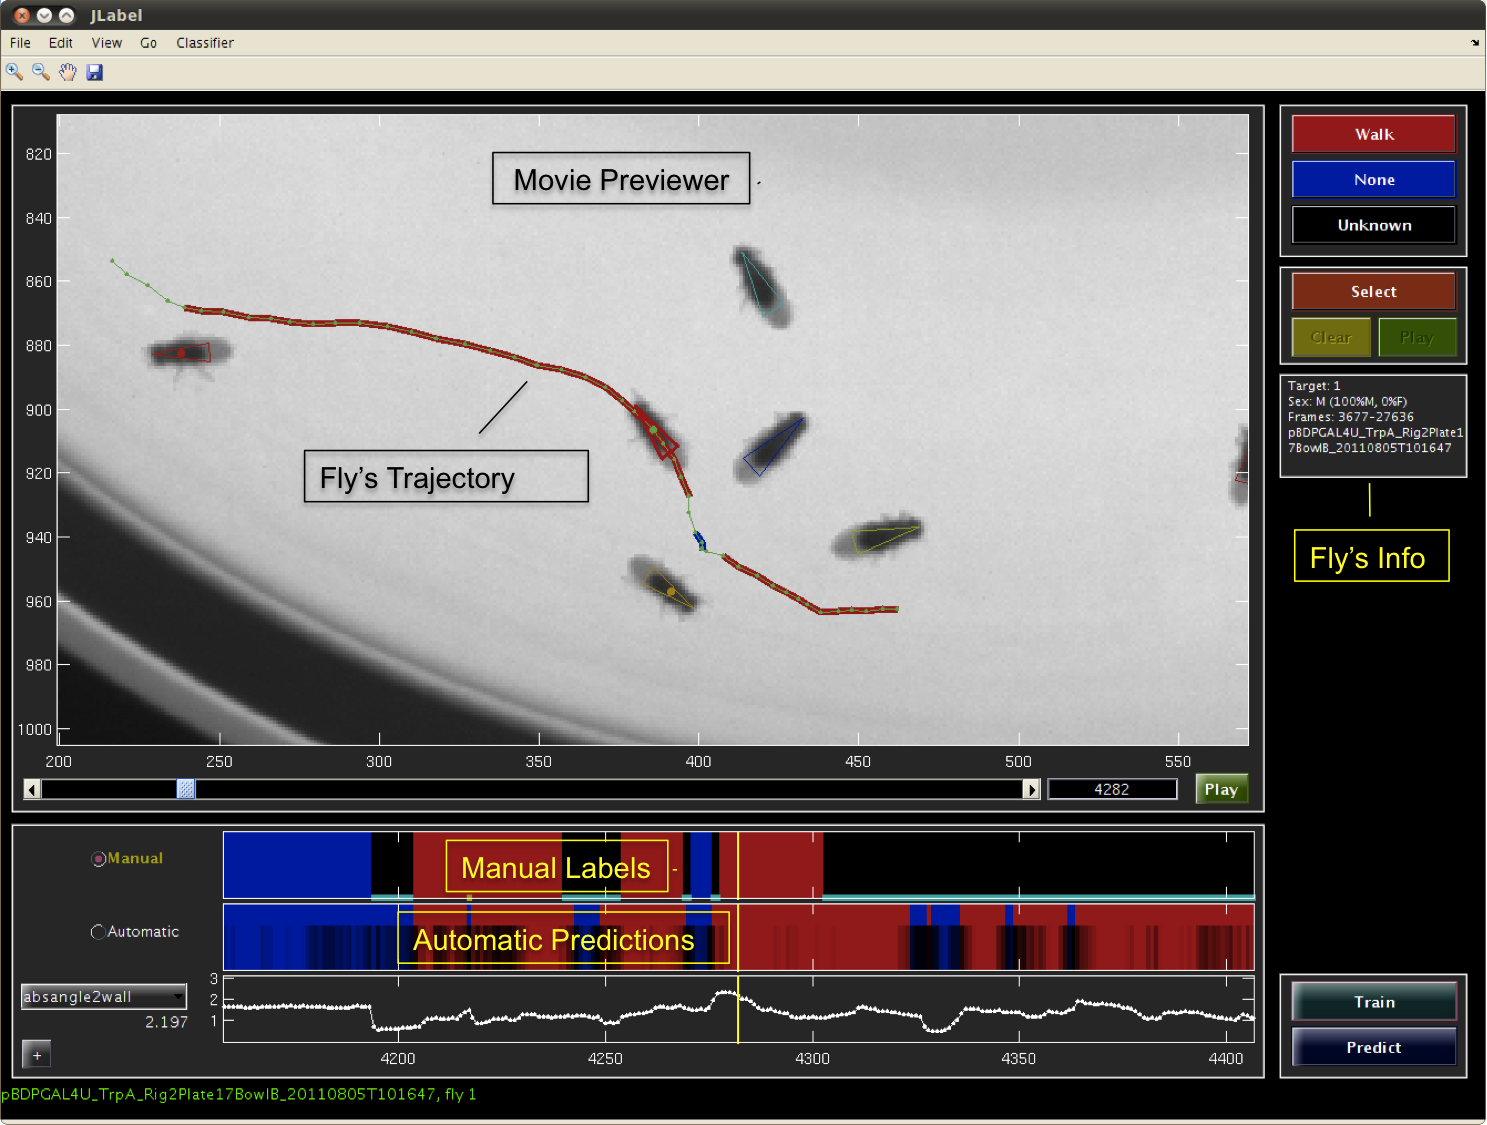 JLabel
File Edit View Go Classifier
820
840
860
880
900
920
940
960
980
1000
200 250 300 350 400 450 500 550
Movie Previewer
Fly's Trajectory
4282 Play
Walk
None
Unknown
Select
Clear Play
Target: 1
Sex: M (100%M, 0%F)
Frames: 3677-27636
pBDPGAL4U_TrpA_Rig2Plate1
7BowlB_20110805T101647
Fly's Info
Manual
Manual Labels
Automatic
Automatic Predictions
absangle2wall
2.197
3
2
1
+
4200 4250 4300 4350 4400
Train
Predict
pBDPGAL4U_TrpA_Rig2Plate17BowlB_20110805T101647, fly 1